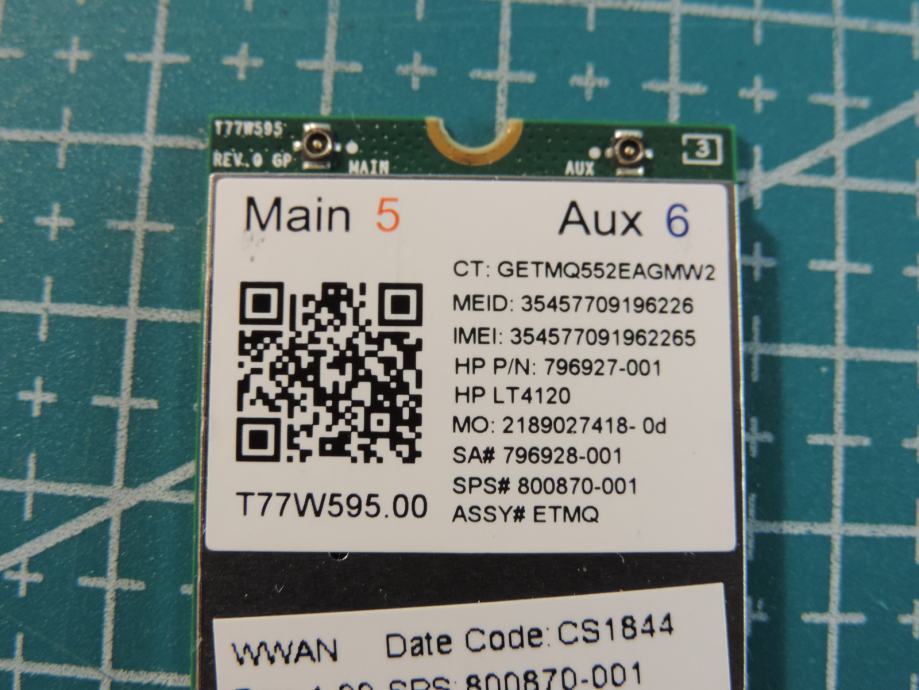 T77W595
REV.0 GP
MAIN
AUX
3
Main 5
Aux 6
CT: GETMQ552EAGMW2
MEID: 35457709196226
IMEI: 354577091962265
HP P/N: 796927-001
HP LT4120
MO: 2189027418- 0d
SA# 796928-001
SPS# 800870-001
ASSY# ETMQ
T77W595.00
WWAN Date Code: CS1844
SPS: 800870-001